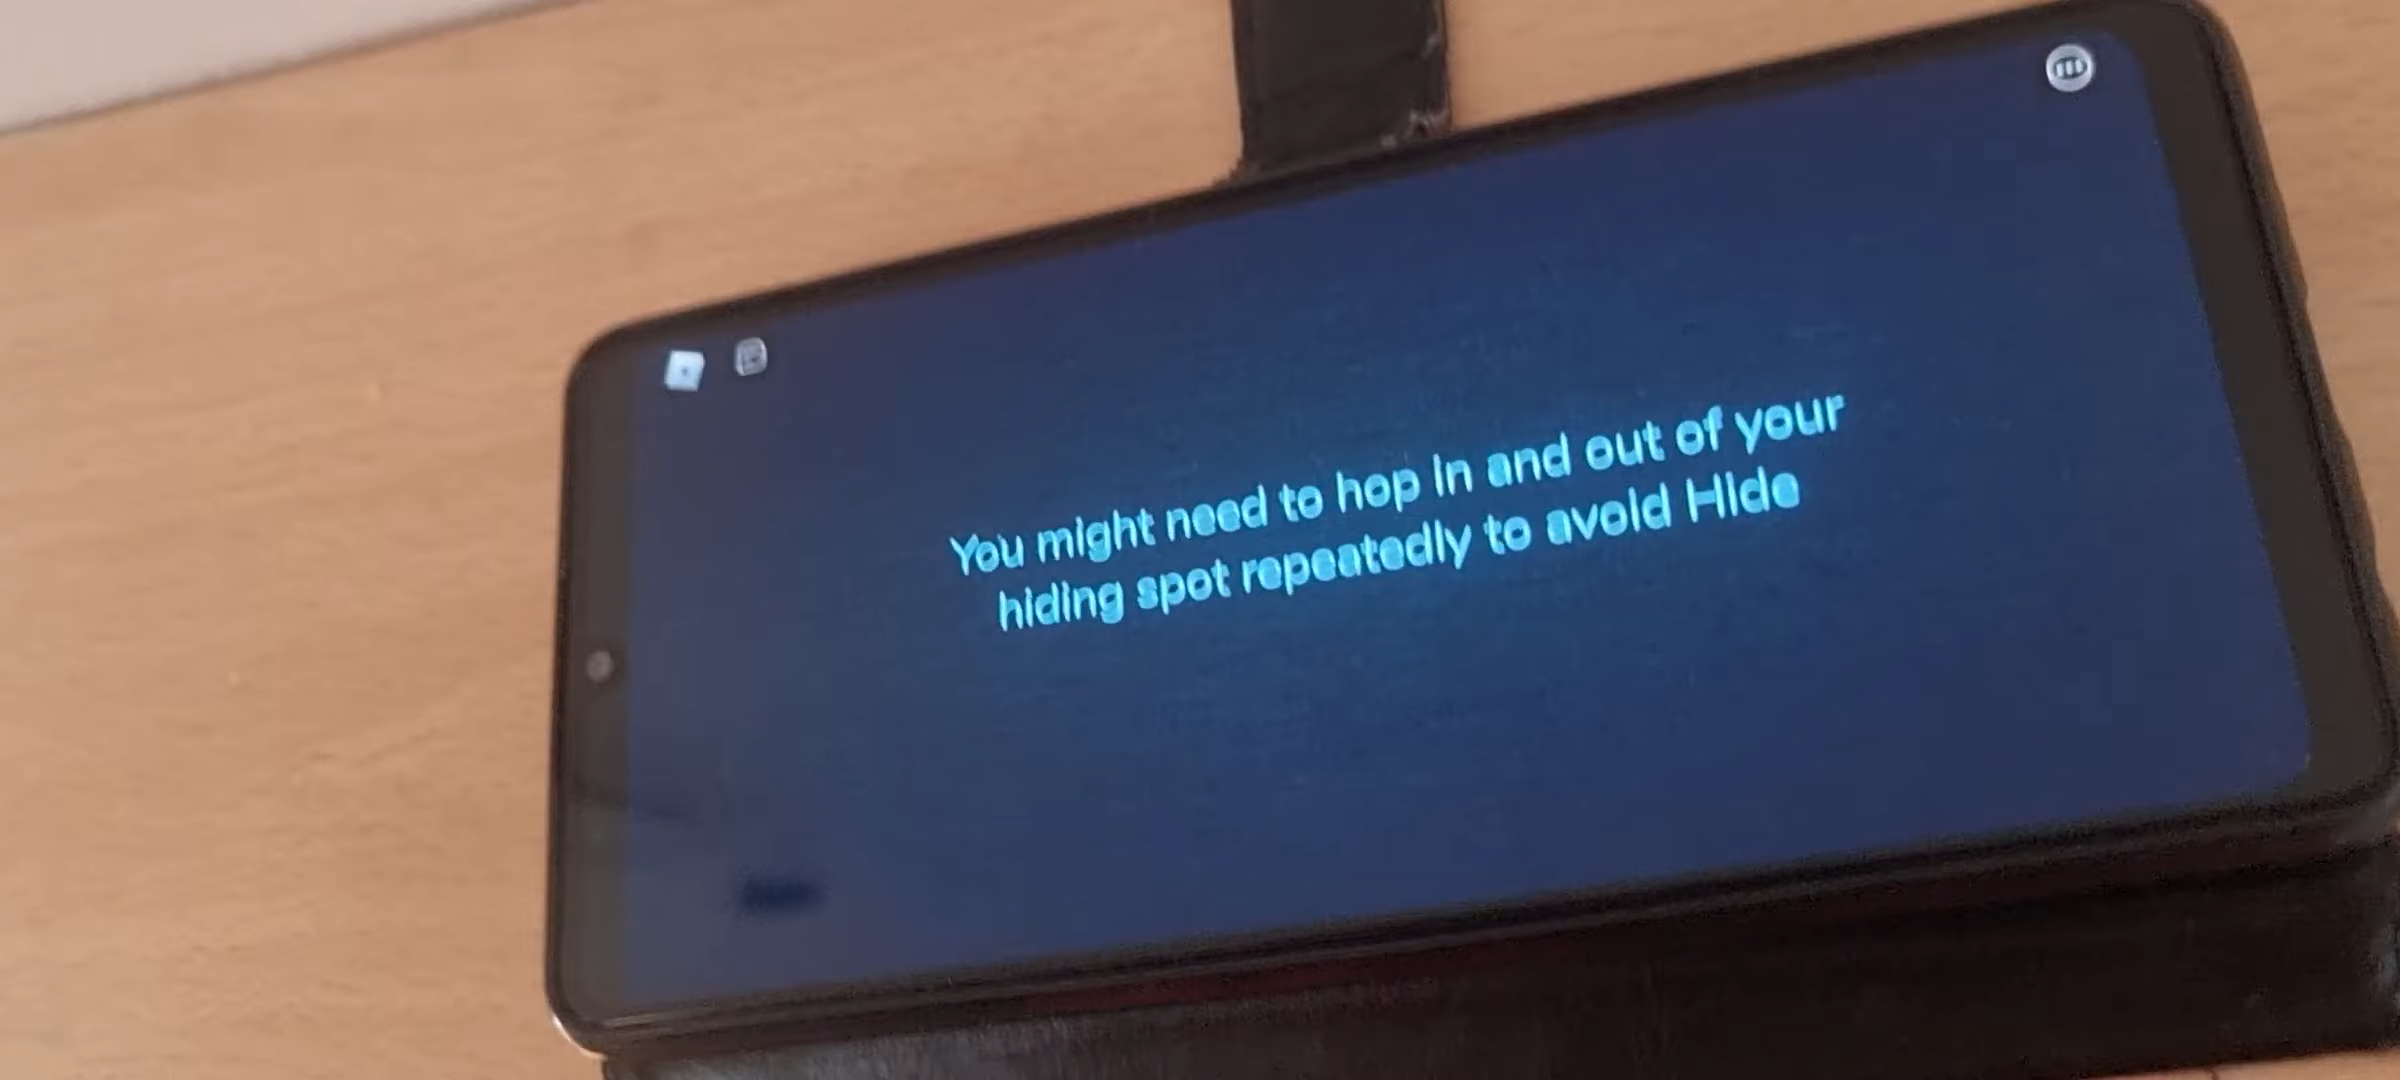 You might need to hop in and out of your
hiding spot repeatedly to avoid Hide